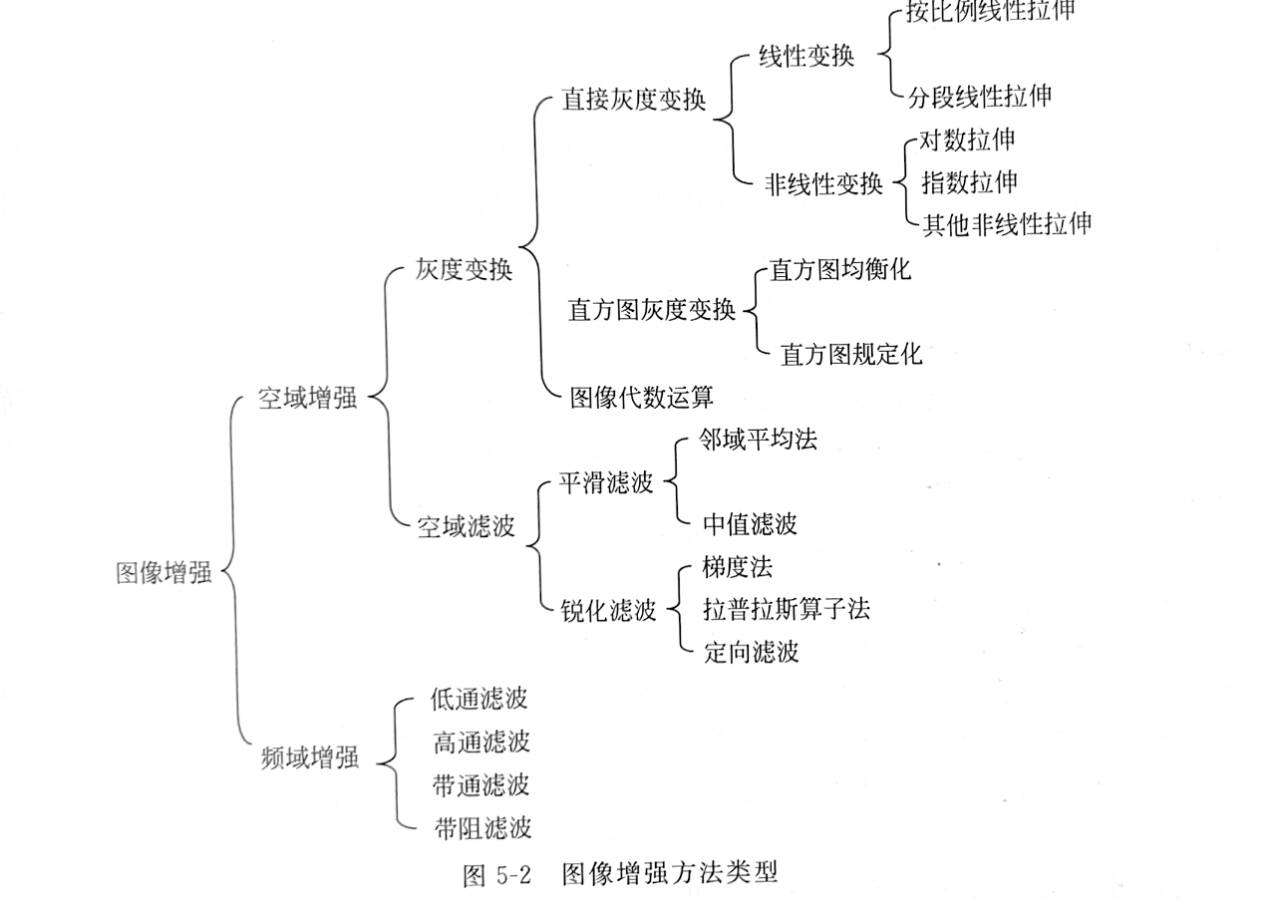 按比例线性拉伸
线性变换
分段线性拉伸
直接灰度变换
对数拉伸
非线性变换
指数拉伸
其他非线性拉伸
灰度变换
直方图均衡化
直方图灰度变换
直方图规定化
空域增强
图像代数运算
邻域平均法
平滑滤波
中值滤波
空域滤波
梯度法
图像增强
锐化滤波
拉普拉斯算子法
定向滤波
低通滤波
高通滤波
频域增强
带通滤波
带阻滤波
图 5-2 图像增强方法类型